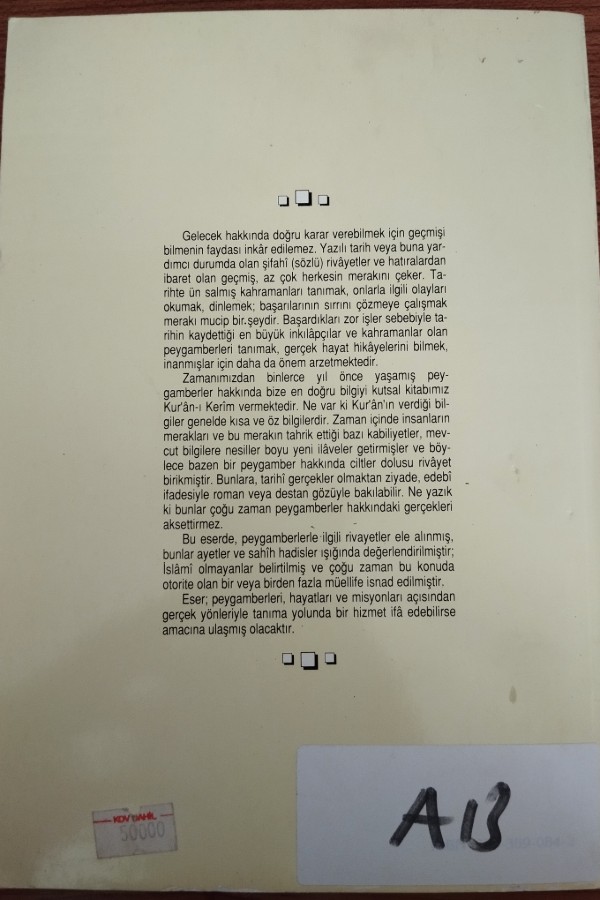 Gelecek hakkında doğru karar verebilmek için geçmişi
bilmenin faydası inkâr edilemez. Yazılı tarih veya buna yar-
dımcı durumda olan şifahî (sözlü) rivâyetler ve hatıralardan
ibaret olan geçmiş, az çok herkesin merakını çeker. Ta-
rihte ün salmış kahramanları tanımak, onlarla ilgili olayları
okumak, dinlemek; başarılarının sırrını çözmeye çalışmak
merakı mucip bir şeydir. Başardıkları zor işler sebebiyle ta-
rihin kaydettiği en büyük inkılâpçılar ve kahramanlar olan
peygamberleri tanımak, gerçek hayat hikâyelerini bilmek,
inanmışlar için daha da önem arzetmektedir.
Zamanımızdan binlerce yıl önce yaşamış pey-
gamberler hakkında bize en doğru bilgiyi kutsal kitabımız
Kur'ân-ı Kerîm vermektedir. Ne var ki Kur'ân'ın verdiği bil-
giler genelde kısa ve öz bilgilerdir. Zaman içinde insanların
merakları ve bu merakın tahrik ettiği bazı kabiliyetler, mev-
cut bilgilere nesiller boyu yeni ilâveler getirmişler ve böy-
lece bazen bir peygamber hakkında ciltler dolusu rivâyet
birikmiştir. Bunlara, tarihî gerçekler olmaktan ziyade, edebî
ifadesiyle roman veya destan gözüyle bakılabilir. Ne yazık
ki bunlar çoğu zaman peygamberler hakkındaki gerçekleri
aksettirmez.
Bu eserde, peygamberlerle ilgili rivayetler ele alınmış,
bunlar ayetler ve sahîh hadisler ışığında değerlendirilmiştir;
İslâmî olmayanlar belirtilmiş ve çoğu zaman bu konuda
otorite olan bir veya birden fazla müellife isnad edilmiştir.
Eser; peygamberleri, hayatları ve misyonları açısından
gerçek yönleriyle tanıma yolunda bir hizmet ifâ edebilirse
amacına ulaşmış olacaktır.
KDV DAHİL
50000
AB